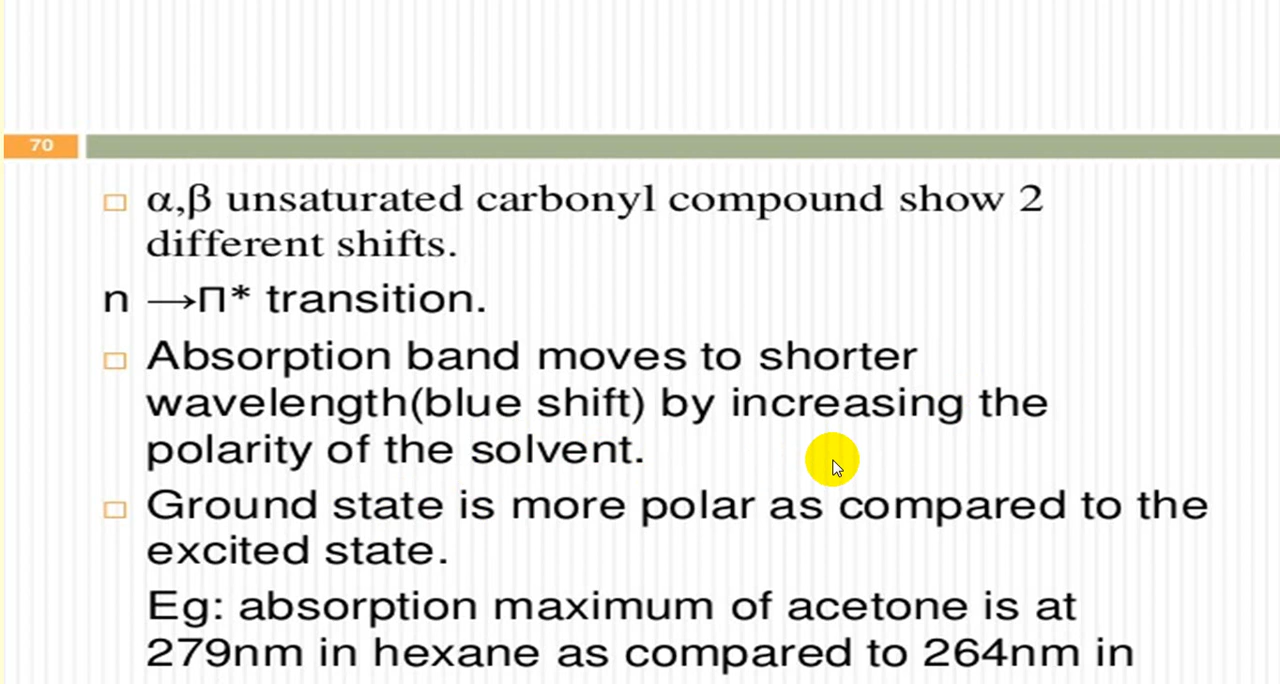 70
α,β unsaturated carbonyl compound show 2
different shifts.
n →Π* transition.
Absorption band moves to shorter
wavelength(blue shift) by increasing the
polarity of the solvent.
Ground state is more polar as compared to the
excited state.
Eg: absorption maximum of acetone is at
279nm in hexane as compared to 264nm in